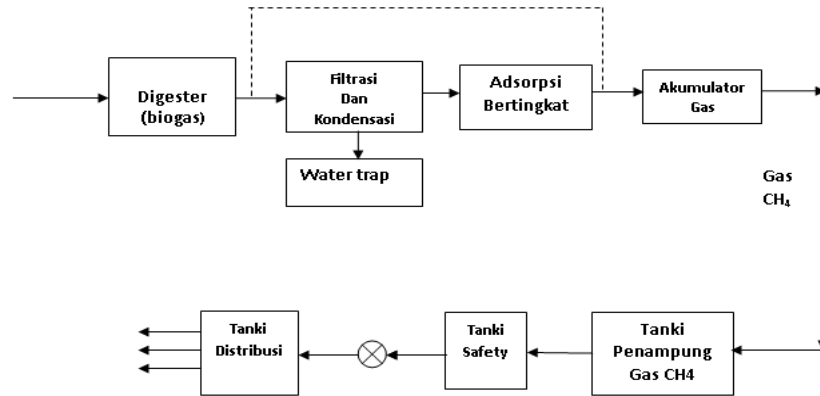 Digester
(biogas)
Filtrasi
Dan
Kondensasi
Adsorpsi
Bertingkat
Akumulator
Gas
Water trap
Gas
CH₄
Tanki
Distribusi
Tanki
Safety
Tanki
Penampung
Gas CH4